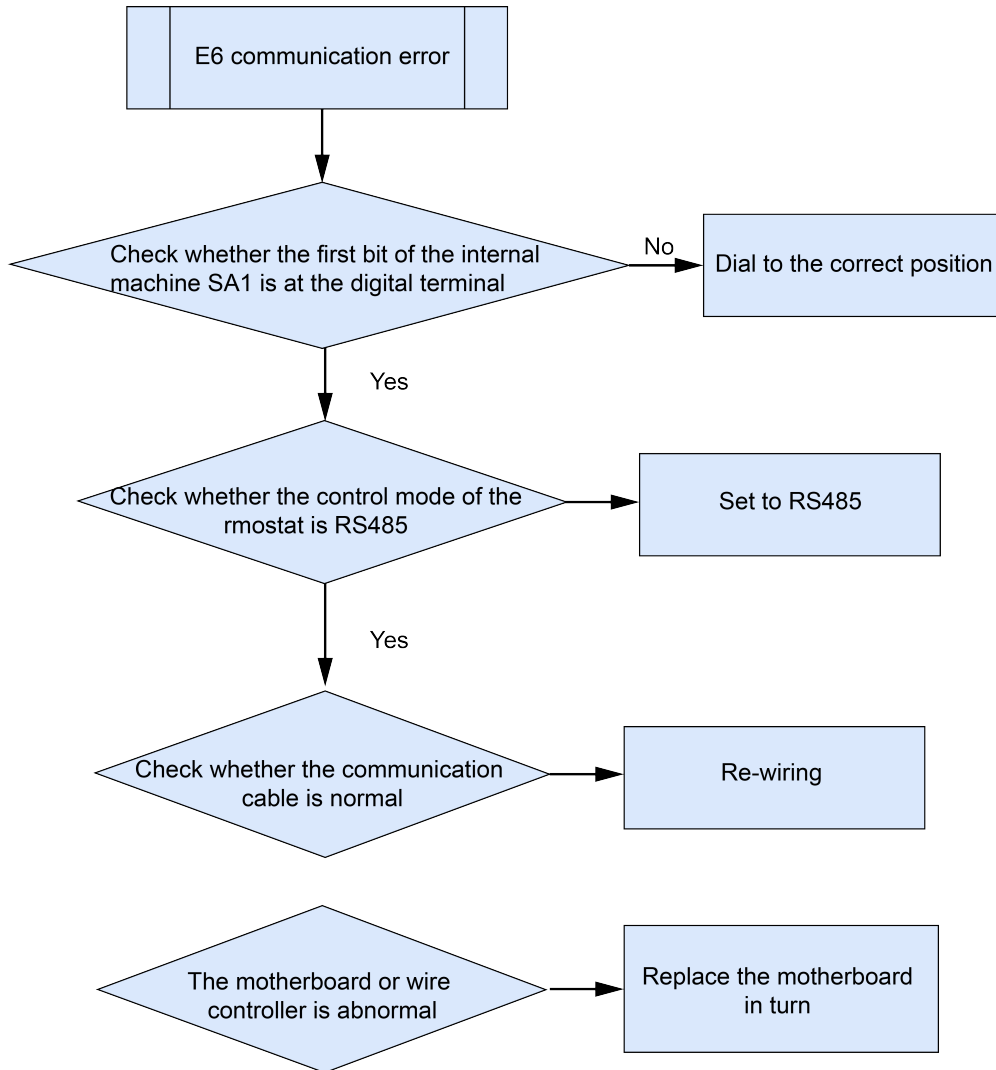 E6 communication error
Check whether the first bit of the internal
machine SA1 is at the digital terminal
No
Dial to the correct position
Yes
Check whether the control mode of the
rmostat is RS485
Set to RS485
Yes
Check whether the communication
cable is normal
Re-wiring
The motherboard or wire
controller is abnormal
Replace the motherboard
in turn